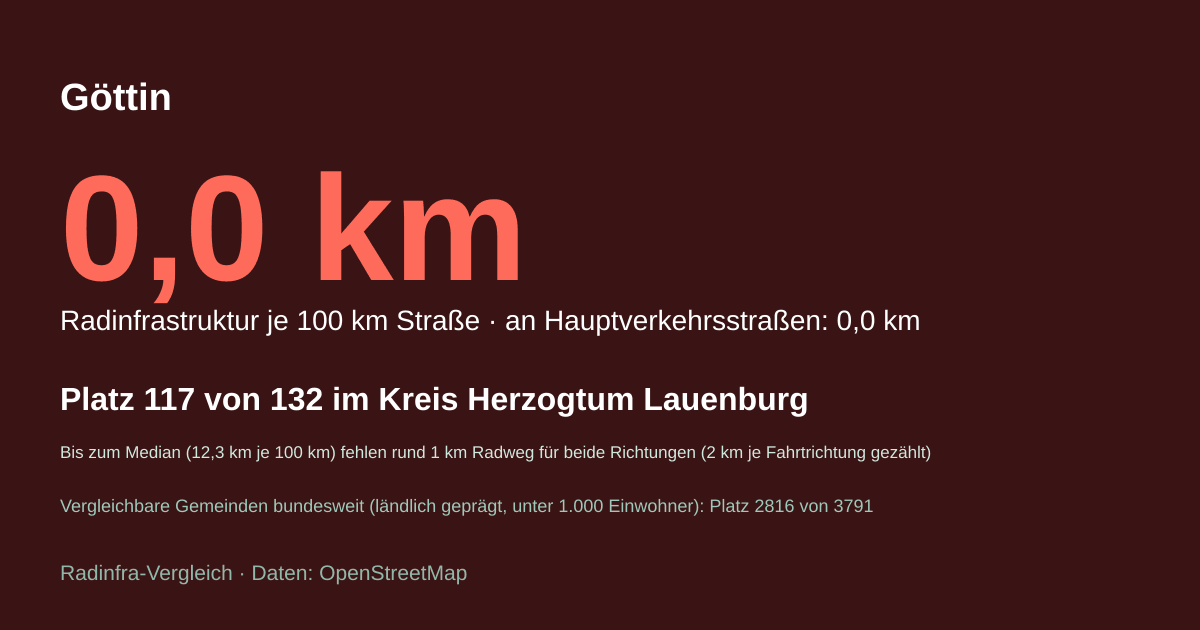 Göttin
0,0 km
Radinfrastruktur je 100 km Straße · an Hauptverkehrsstraßen: 0,0 km
Platz 117 von 132 im Kreis Herzogtum Lauenburg
Bis zum Median (12,3 km je 100 km) fehlen rund 1 km Radweg für beide Richtungen (2 km je Fahrtrichtung gezählt)
Vergleichbare Gemeinden bundesweit (ländlich geprägt, unter 1.000 Einwohner): Platz 2816 von 3791
Radinfra-Vergleich · Daten: OpenStreetMap